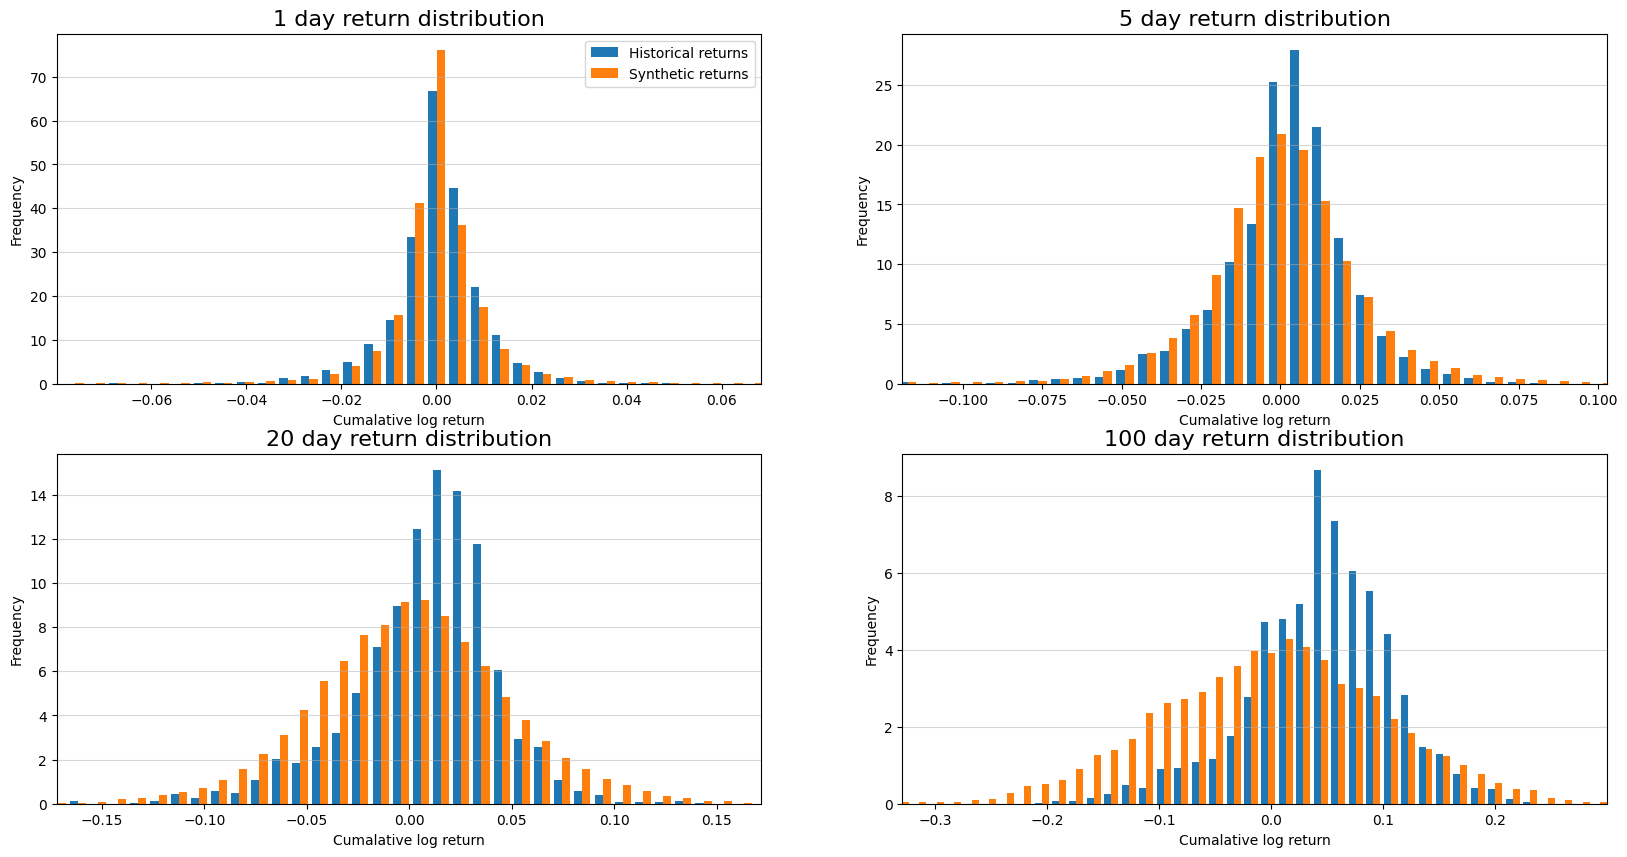 1 day return distribution
Historical returns
Synthetic returns
Frequency
70
60
50
40
30
20
10
0
−0.06 −0.04 −0.02 0.00 0.02 0.04 0.06
Cumalative log return
5 day return distribution
Frequency
25
20
15
10
5
0
−0.100 −0.075 −0.050 −0.025 0.000 0.025 0.050 0.075 0.100
Cumalative log return
20 day return distribution
Frequency
14
12
10
8
6
4
2
0
−0.15 −0.10 −0.05 0.00 0.05 0.10 0.15
Cumalative log return
100 day return distribution
Frequency
8
6
4
2
0
−0.3 −0.2 −0.1 0.0 0.1 0.2
Cumalative log return